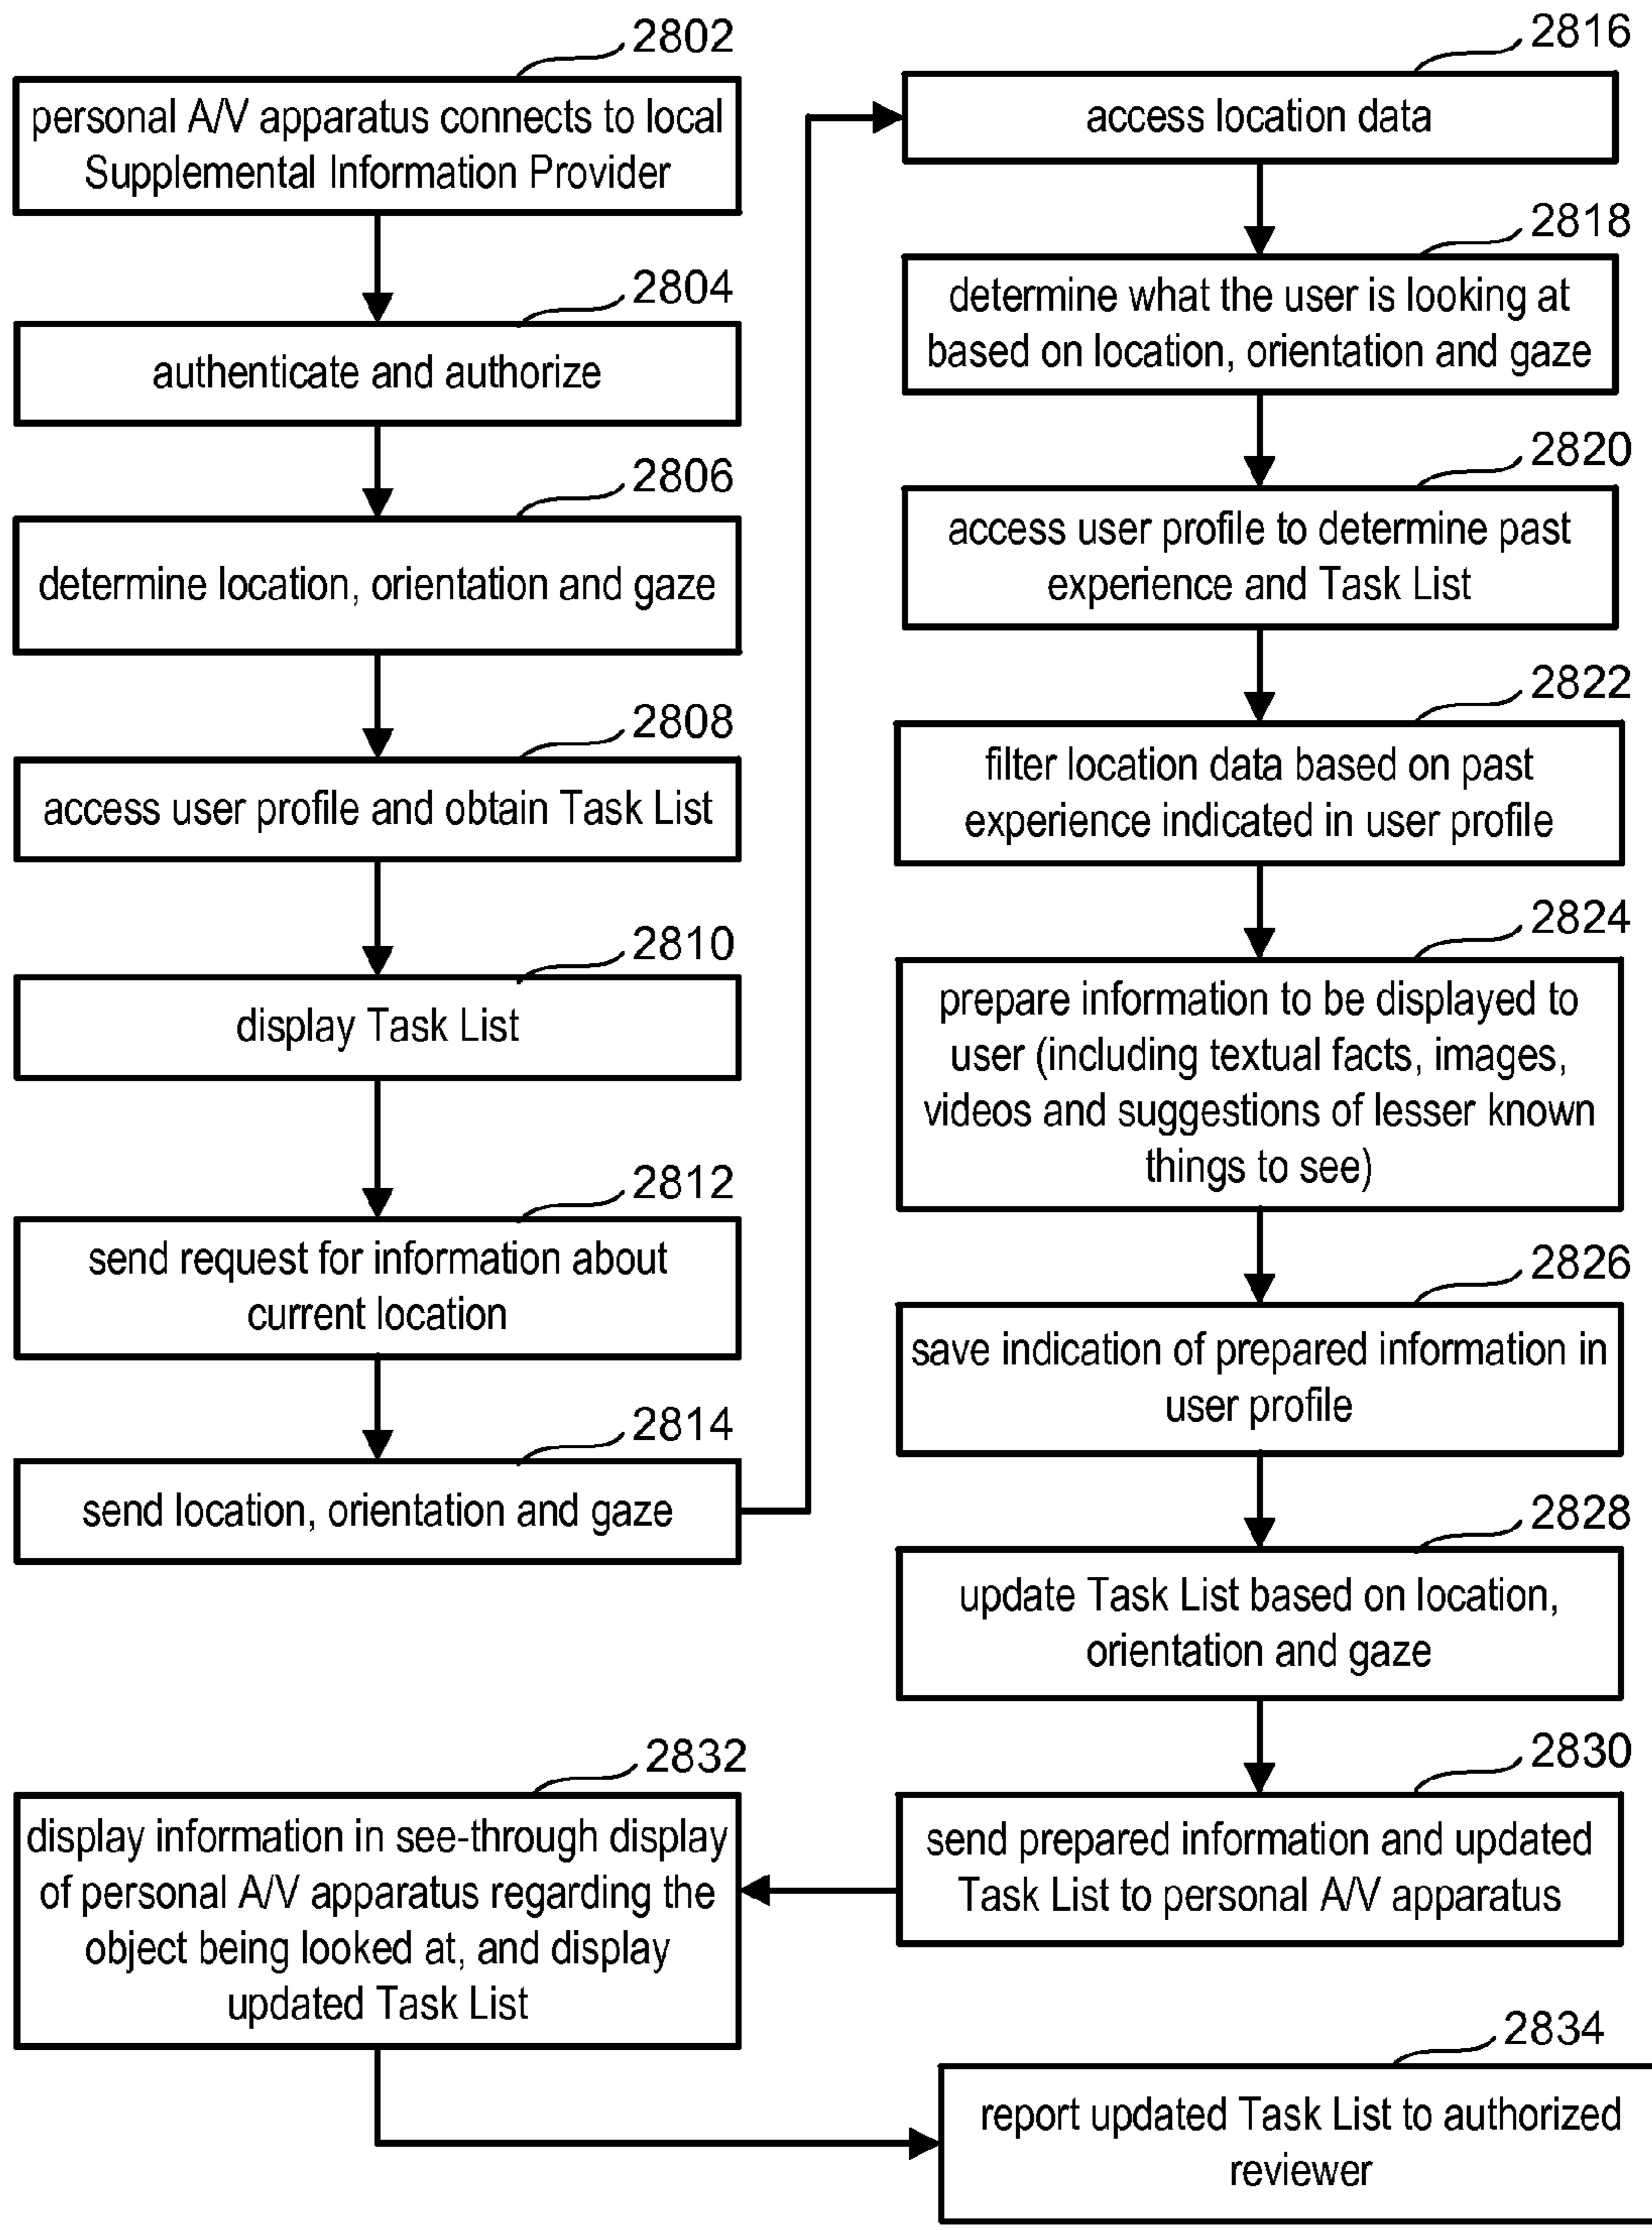 2802
personal A/V apparatus connects to local
Supplemental Information Provider
2804
authenticate and authorize
2806
determine location, orientation and gaze
2808
access user profile and obtain Task List
2810
display Task List
2812
send request for information about
current location
2814
send location, orientation and gaze
2816
access location data
2818
determine what the user is looking at
based on location, orientation and gaze
2820
access user profile to determine past
experience and Task List
2822
filter location data based on past
experience indicated in user profile
2824
prepare information to be displayed to
user (including textual facts, images,
videos and suggestions of lesser known
things to see)
2826
save indication of prepared information in
user profile
2828
update Task List based on location,
orientation and gaze
2830
send prepared information and updated
Task List to personal A/V apparatus
2832
display information in see-through display
of personal A/V apparatus regarding the
object being looked at, and display
updated Task List
2834
report updated Task List to authorized
reviewer